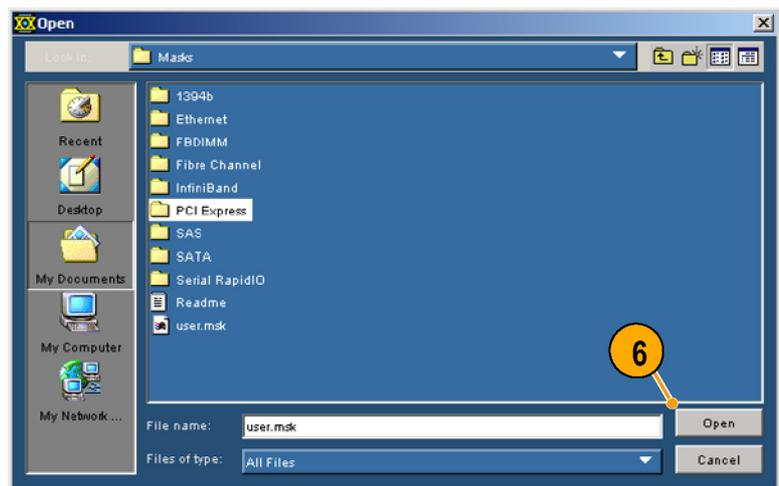 Open
Look in:
Masks
Recent
Desktop
My Documents
My Computer
My Network ...
1394b
Ethernet
FBDIMM
Fibre Channel
InfiniBand
PCI Express
SAS
SATA
Serial RapidIO
Readme
user.msk
6
File name:
user.msk
Open
Files of type:
All Files
Cancel